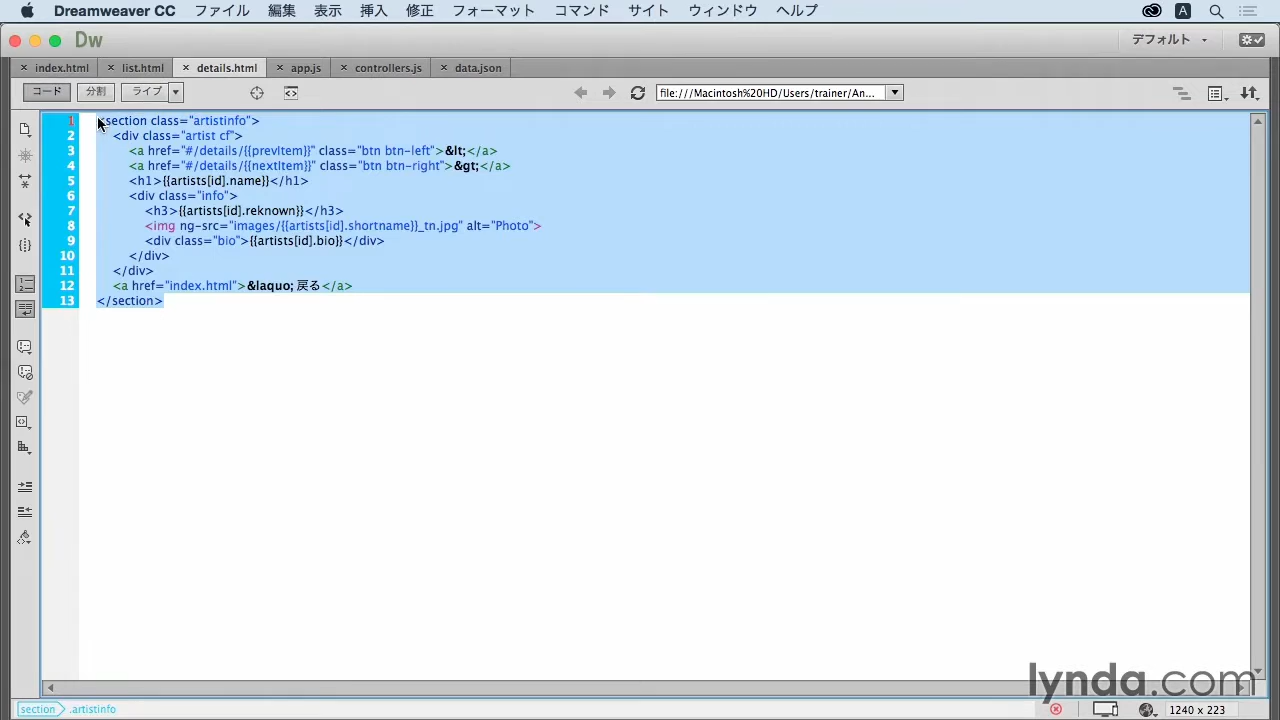 Dreamweaver CC ファイル 編集 表示 挿入 修正 フォーマット コマンド サイト ウィンドウ ヘルプ A
Dw デフォルト
× index.html × list.html × details.html × app.js × controllers.js × data.json
コード 分割 ライブ file:///Macintosh%20HD/Users/trainer/An...
1 <section class="artistinfo">
2 <div class="artist cf">
3 <a href="#/details/{{prevItem}}" class="btn btn-left">&lt;</a>
4 <a href="#/details/{{nextItem}}" class="btn btn-right">&gt;</a>
5 <h1>{{artists[id].name}}</h1>
6 <div class="info">
7 <h3>{{artists[id].reknown}}</h3>
8 <img ng-src="images/{{artists[id].shortname}}_tn.jpg" alt="Photo">
9 <div class="bio">{{artists[id].bio}}</div>
10 </div>
11 </div>
12 <a href="index.html">&laquo; 戻る</a>
13 </section>
lynda.com
section .artistinfo 1240 x 223